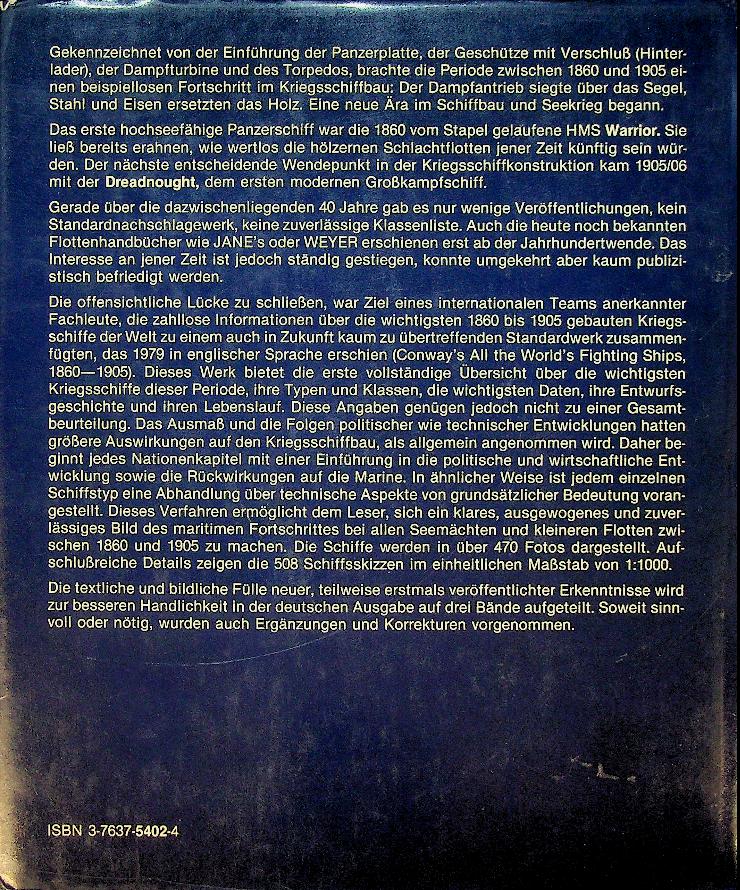 Gekennzeichnet von der Einführung der Panzerplatte, der Geschütze mit Verschluß (Hinter-
lader), der Dampfturbine und des Torpedos, brachte die Periode zwischen 1860 und 1905 ei-
nen beispiellosen Fortschritt im Kriegsschiffbau: Der Dampfantrieb siegte über das Segel,
Stahl und Eisen ersetzten das Holz. Eine neue Ära im Schiffbau und Seekrieg begann.
Das erste hochseefähige Panzerschiff war die 1860 vom Stapel gelaufene HMS Warrior. Sie
ließ bereits erahnen, wie wertlos die hölzernen Schlachtflotten jener Zeit künftig sein wür-
den. Der nächste entscheidende Wendepunkt in der Kriegsschiffkonstruktion kam 1905/06
mit der Dreadnought, dem ersten modernen Großkampfschiff.
Gerade über die dazwischenliegenden 40 Jahre gab es nur wenige Veröffentlichungen, kein
Standardnachschlagewerk, keine zuverlässige Klassenliste. Auch die heute noch bekannten
Flottenhandbücher wie JANE's oder WEYER erschienen erst ab der Jahrhundertwende. Das
Interesse an jener Zeit ist jedoch ständig gestiegen, konnte umgekehrt aber kaum publizi-
stisch befriedigt werden.
Die offensichtliche Lücke zu schließen, war Ziel eines internationalen Teams anerkannter
Fachleute, die zahllose Informationen über die wichtigsten 1860 bis 1905 gebauten Kriegs-
schiffe der Welt zu einem auch in Zukunft kaum zu übertreffenden Standardwerk zusammen-
fügten, das 1979 in englischer Sprache erschien (Conway's All the World's Fighting Ships,
1860—1905). Dieses Werk bietet die erste vollständige Übersicht über die wichtigsten
Kriegsschiffe dieser Periode, ihre Typen und Klassen, die wichtigsten Daten, ihre Entwurfs-
geschichte und ihren Lebenslauf. Diese Angaben genügen jedoch nicht zu einer Gesamt-
beurteilung. Das Ausmaß und die Folgen politischer wie technischer Entwicklungen hatten
größere Auswirkungen auf den Kriegsschiffbau, als allgemein angenommen wird. Daher be-
ginnt jedes Nationenkapitel mit einer Einführung in die politische und wirtschaftliche Ent-
wicklung sowie die Rückwirkungen auf die Marine. In ähnlicher Weise ist jedem einzelnen
Schiffstyp eine Abhandlung über technische Aspekte von grundsätzlicher Bedeutung voran-
gestellt. Dieses Verfahren ermöglicht dem Leser, sich ein klares, ausgewogenes und zuver-
lässiges Bild des maritimen Fortschrittes bei allen Seemächten und kleineren Flotten zwi-
schen 1860 und 1905 zu machen. Die Schiffe werden in über 470 Fotos dargestellt. Auf-
schlußreiche Details zeigen die 508 Schiffsskizzen im einheitlichen Maßstab von 1:1000.
Die textliche und bildliche Fülle neuer, teilweise erstmals veröffentlichter Erkenntnisse wird
zur besseren Handlichkeit in der deutschen Ausgabe auf drei Bände aufgeteilt. Soweit sinn-
voll oder nötig, wurden auch Ergänzungen und Korrekturen vorgenommen.
ISBN 3-7637-5402-4